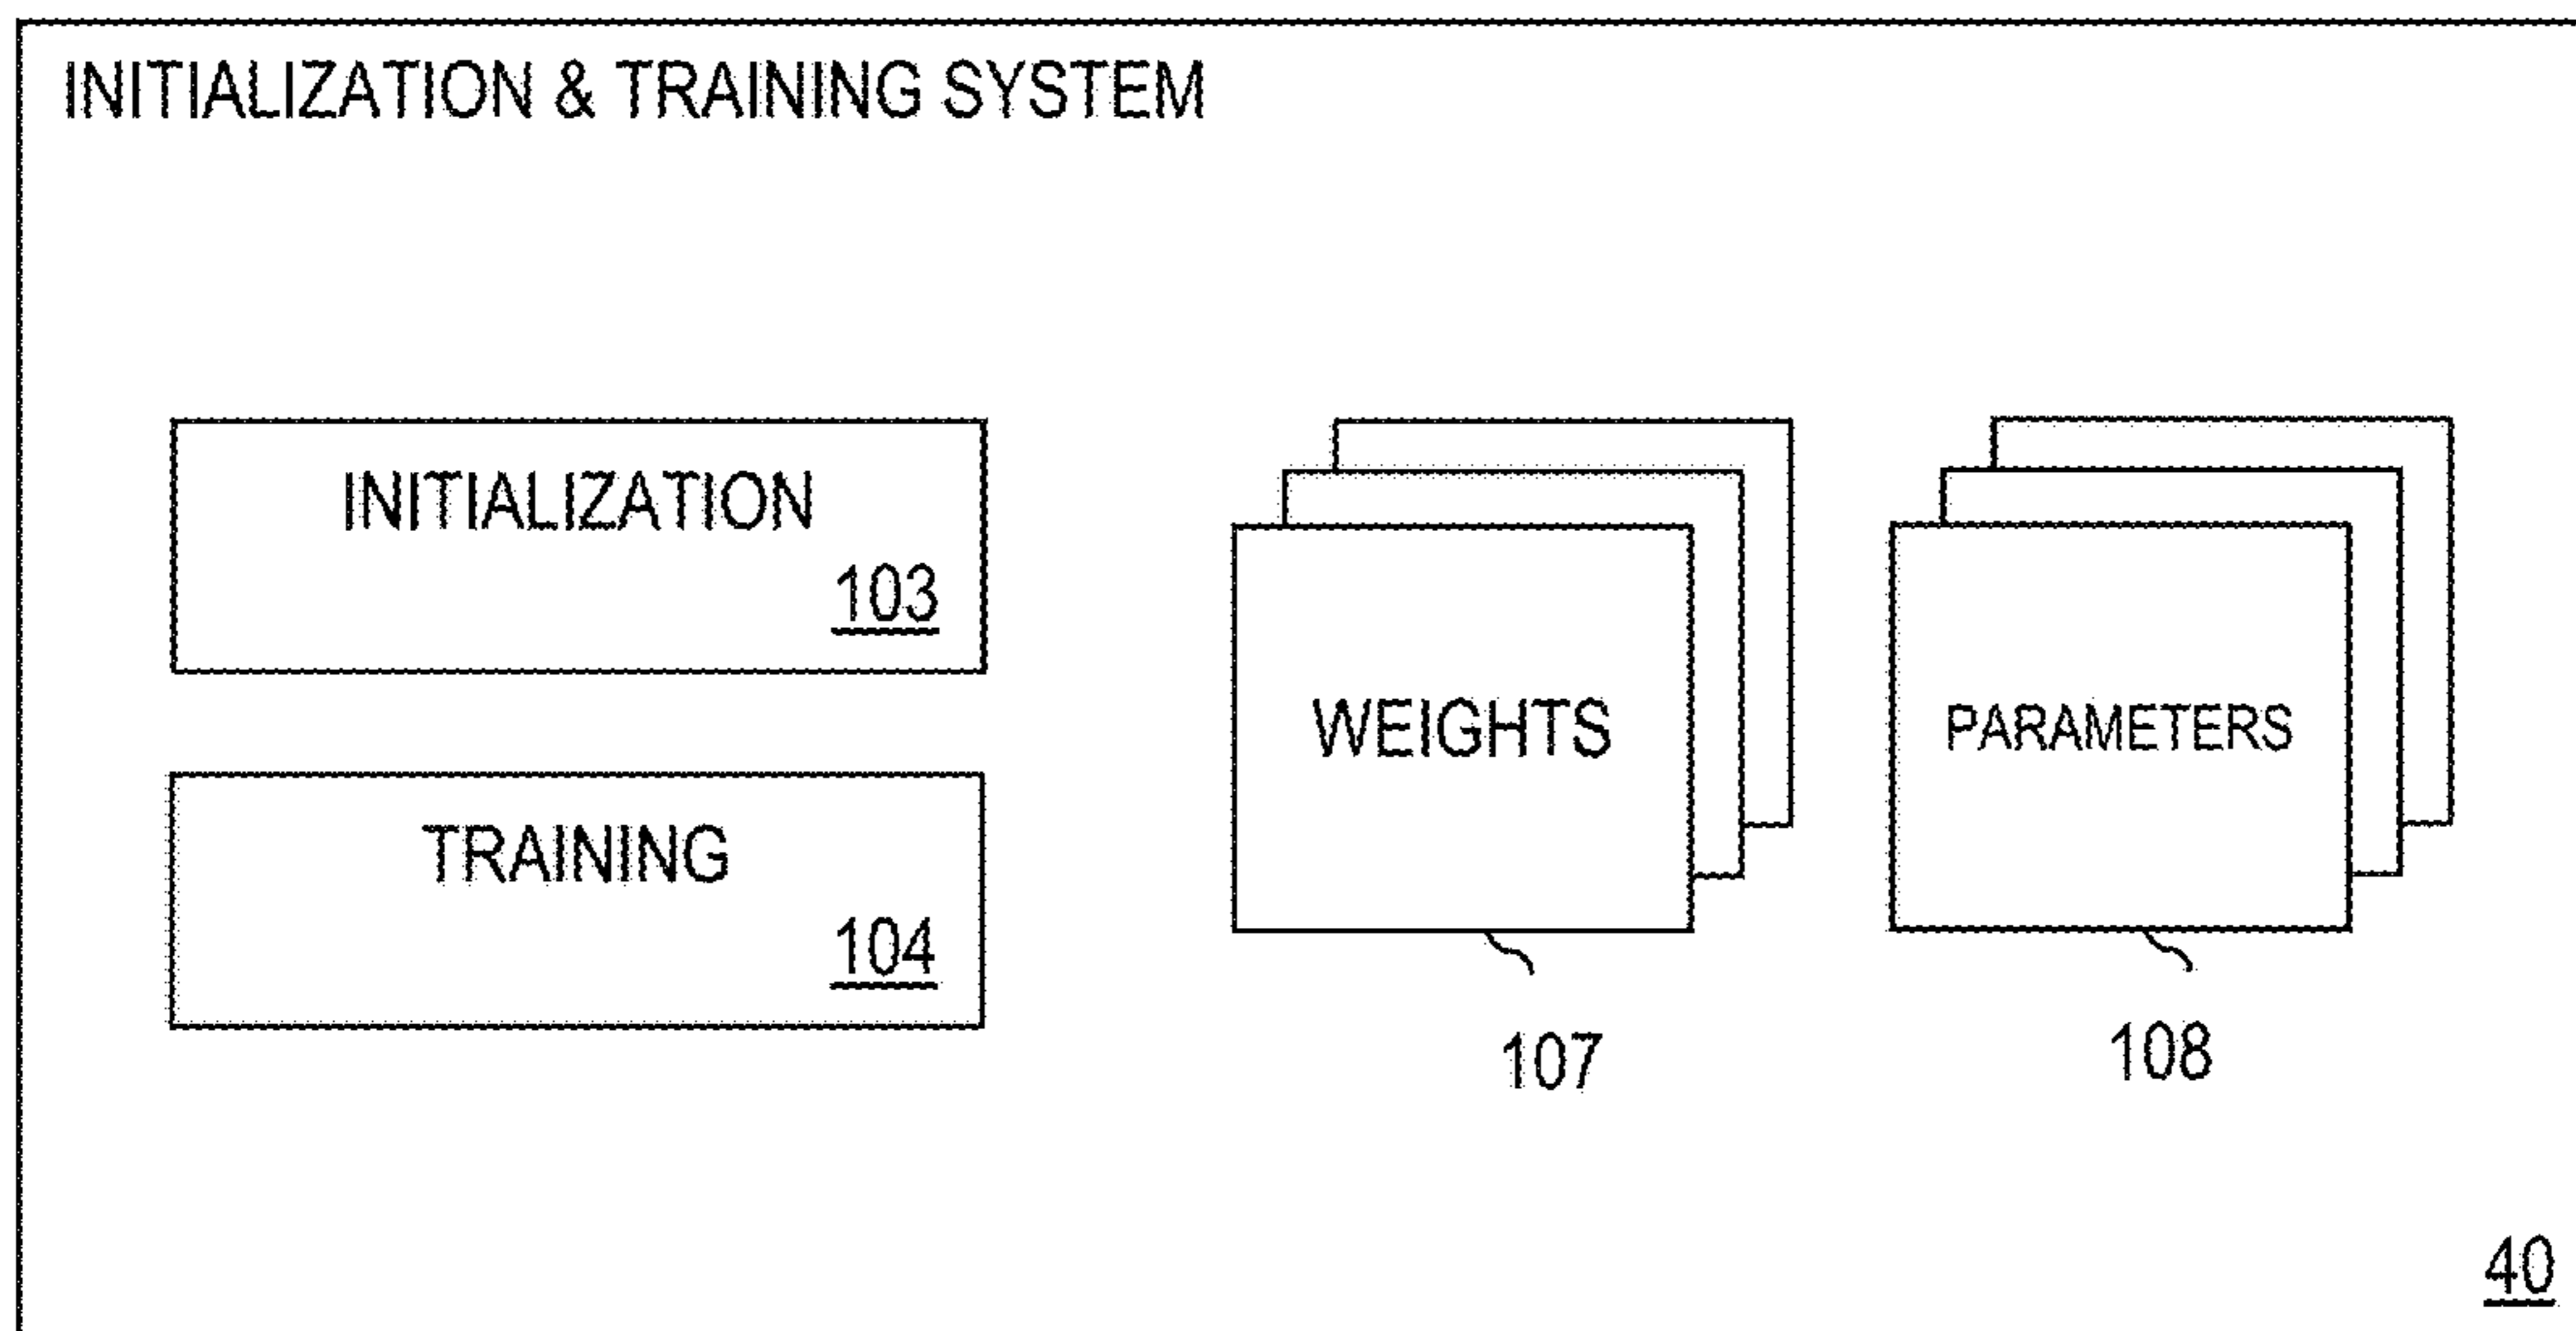 INITIALIZATION & TRAINING SYSTEM
INITIALIZATION
103
TRAINING
104
WEIGHTS
107
PARAMETERS
108
40